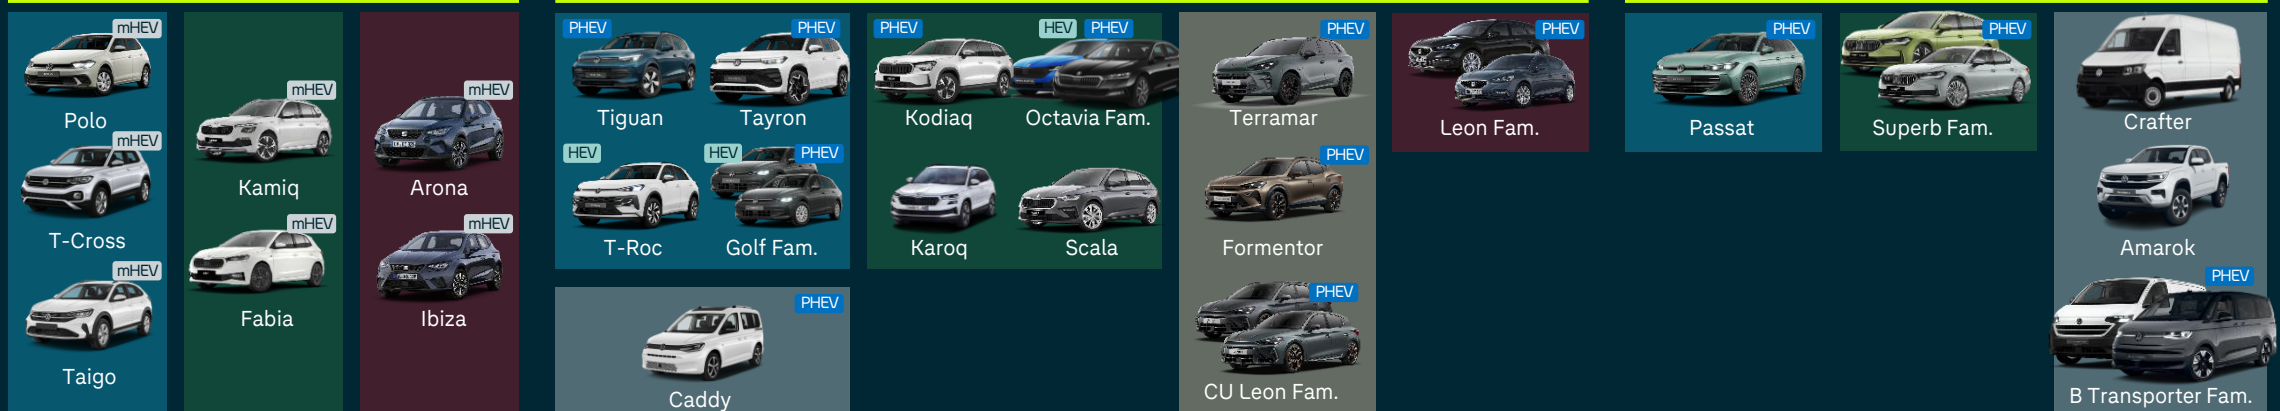 mHEV
Polo
mHEV
T-Cross
mHEV
Taigo
mHEV
Kamiq
mHEV
Fabia
mHEV
Arona
mHEV
Ibiza
PHEV
Tiguan
PHEV
Tayron
HEV
T-Roc
HEV PHEV
Golf Fam.
PHEV
Caddy
PHEV
Kodiaq
HEV PHEV
Octavia Fam.
Karoq
Scala
PHEV
Terramar
PHEV
Formentor
PHEV
CU Leon Fam.
PHEV
Leon Fam.
PHEV
Passat
PHEV
Superb Fam.
Crafter
Amarok
PHEV
B Transporter Fam.